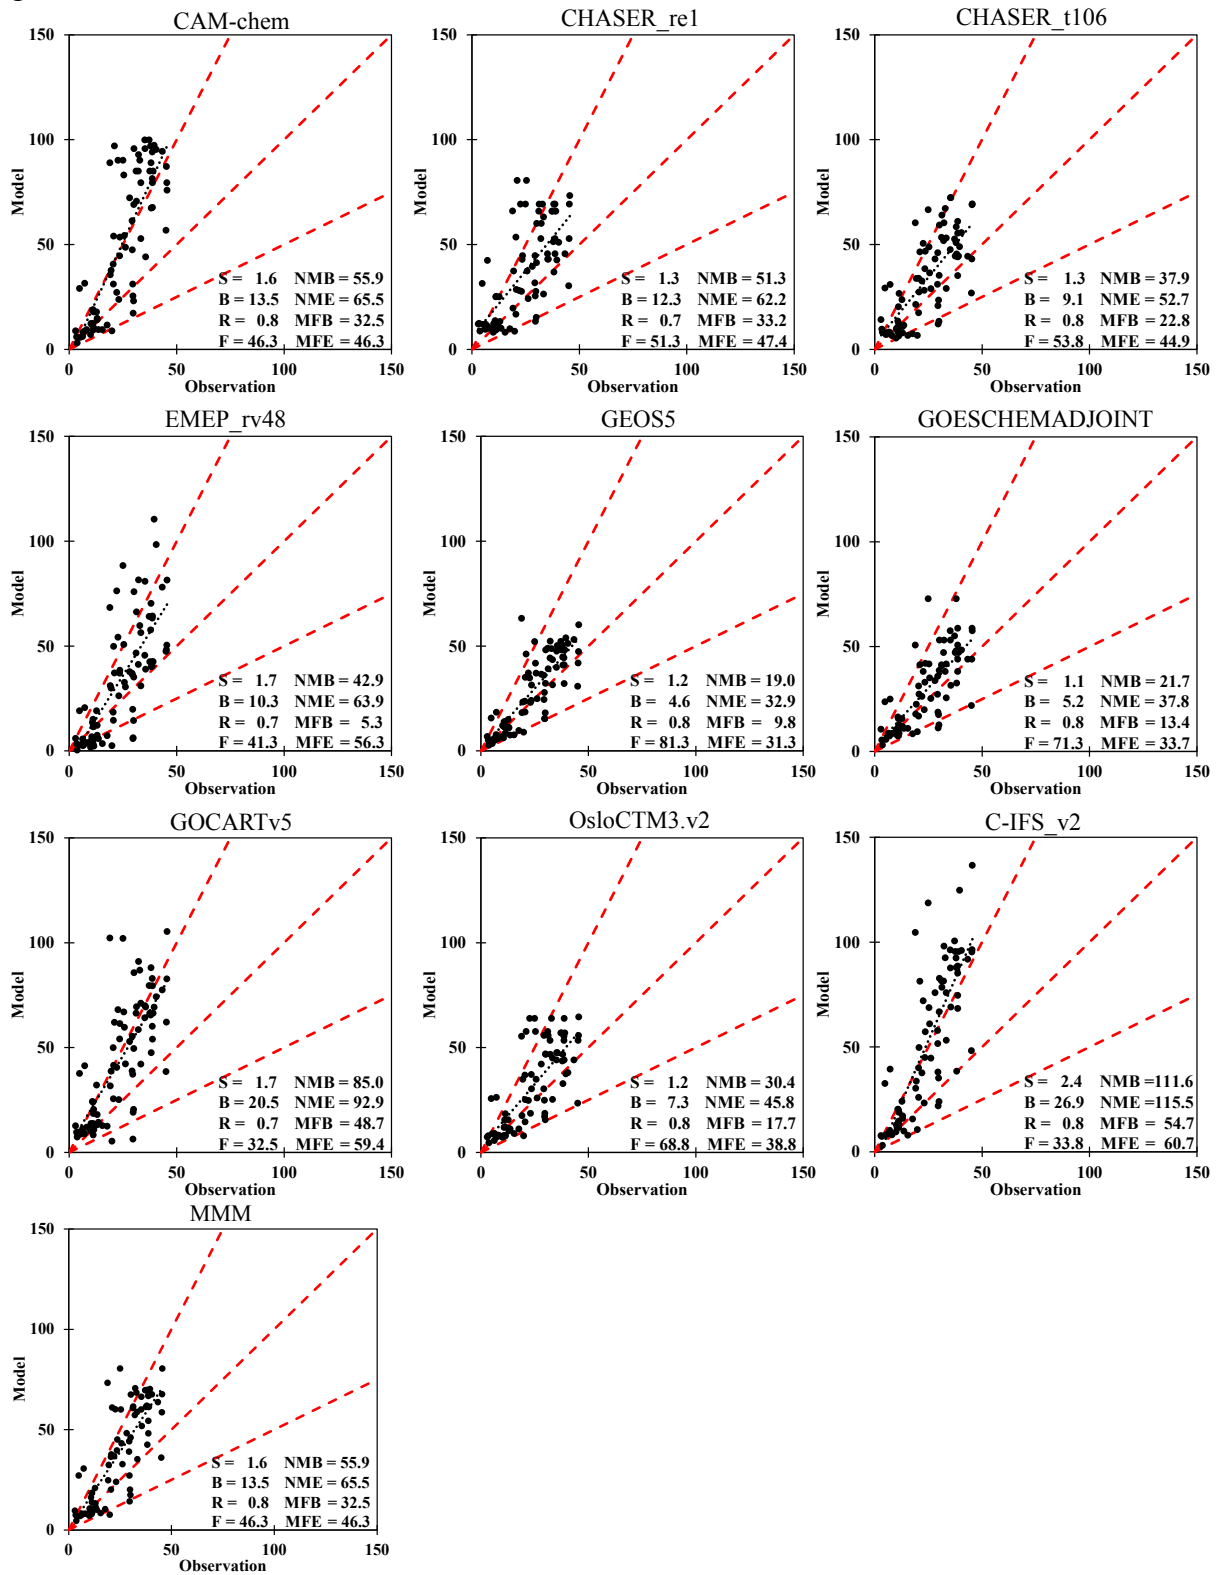 CAM-chem
150
100
50
0
Model
S = 1.6 NMB = 55.9
B = 13.5 NME = 65.5
R = 0.8 MFB = 32.5
F = 46.3 MFE = 46.3
0 50 100 150
Observation
CHASER_re1
150
100
50
0
Model
S = 1.3 NMB = 51.3
B = 12.3 NME = 62.2
R = 0.7 MFB = 33.2
F = 51.3 MFE = 47.4
0 50 100 150
Observation
CHASER_t106
150
100
50
0
Model
S = 1.3 NMB = 37.9
B = 9.1 NME = 52.7
R = 0.8 MFB = 22.8
F = 53.8 MFE = 44.9
0 50 100 150
Observation
EMEP_rv48
150
100
50
0
Model
S = 1.7 NMB = 42.9
B = 10.3 NME = 63.9
R = 0.7 MFB = 5.3
F = 41.3 MFE = 56.3
0 50 100 150
Observation
GEOS5
150
100
50
0
Model
S = 1.2 NMB = 19.0
B = 4.6 NME = 32.9
R = 0.8 MFB = 9.8
F = 81.3 MFE = 31.3
0 50 100 150
Observation
GOESCHEMADJOINT
150
100
50
0
Model
S = 1.1 NMB = 21.7
B = 5.2 NME = 37.8
R = 0.8 MFB = 13.4
F = 71.3 MFE = 33.7
0 50 100 150
Observation
GOCARTv5
150
100
50
0
Model
S = 1.7 NMB = 85.0
B = 20.5 NME = 92.9
R = 0.7 MFB = 48.7
F = 32.5 MFE = 59.4
0 50 100 150
Observation
OsloCTM3.v2
150
100
50
0
Model
S = 1.2 NMB = 30.4
B = 7.3 NME = 45.8
R = 0.8 MFB = 17.7
F = 68.8 MFE = 38.8
0 50 100 150
Observation
C-IFS_v2
150
100
50
0
Model
S = 2.4 NMB =111.6
B = 26.9 NME =115.5
R = 0.8 MFB = 54.7
F = 33.8 MFE = 60.7
0 50 100 150
Observation
MMM
150
100
50
0
Model
S = 1.6 NMB = 55.9
B = 13.5 NME = 65.5
R = 0.8 MFB = 32.5
F = 46.3 MFE = 46.3
0 50 100 150
Observation